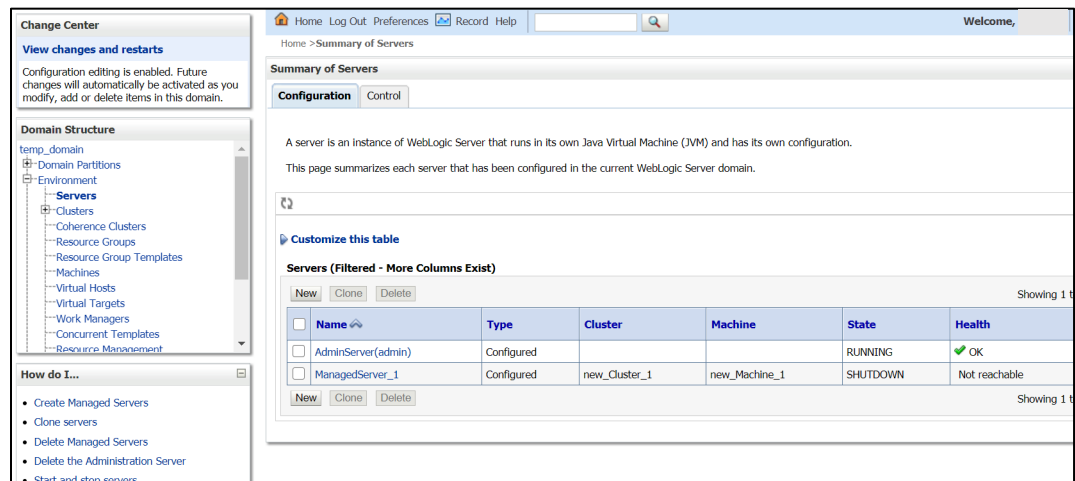 Change Center
View changes and restarts
Configuration editing is enabled. Future
changes will automatically be activated as you
modify, add or delete items in this domain.
Domain Structure
temp_domain
Domain Partitions
Environment
Servers
Clusters
Coherence Clusters
Resource Groups
Resource Group Templates
Machines
Virtual Hosts
Virtual Targets
Work Managers
Concurrent Templates
Resource Management
How do I...
Create Managed Servers
Clone servers
Delete Managed Servers
Delete the Administration Server
Start and stop servers
Home Log Out Preferences Record Help
Welcome,
Home >Summary of Servers
Summary of Servers
Configuration Control
A server is an instance of WebLogic Server that runs in its own Java Virtual Machine (JVM) and has its own configuration.
This page summarizes each server that has been configured in the current WebLogic Server domain.
Customize this table
Servers (Filtered - More Columns Exist)
New Clone Delete Showing 1 t
Name Type Cluster Machine State Health
AdminServer(admin) Configured RUNNING OK
ManagedServer_1 Configured new_Cluster_1 new_Machine_1 SHUTDOWN Not reachable
New Clone Delete Showing 1 t